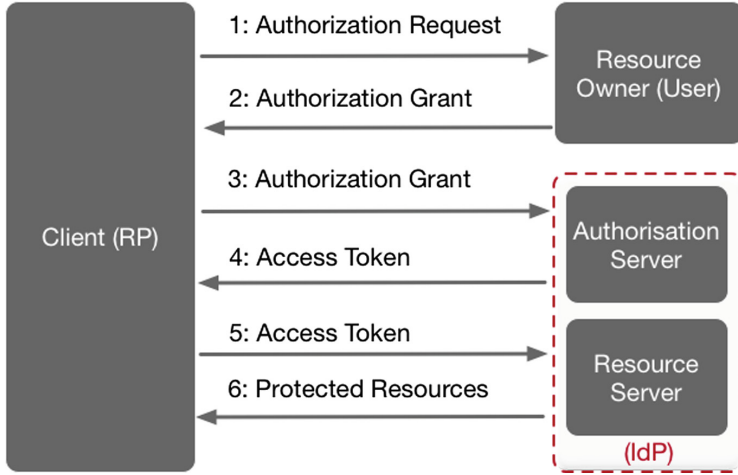 1: Authorization Request
Resource
Owner (User)
2: Authorization Grant
3: Authorization Grant
Client (RP)
Authorisation
Server
4: Access Token
5: Access Token
Resource
Server
6: Protected Resources
(IdP)